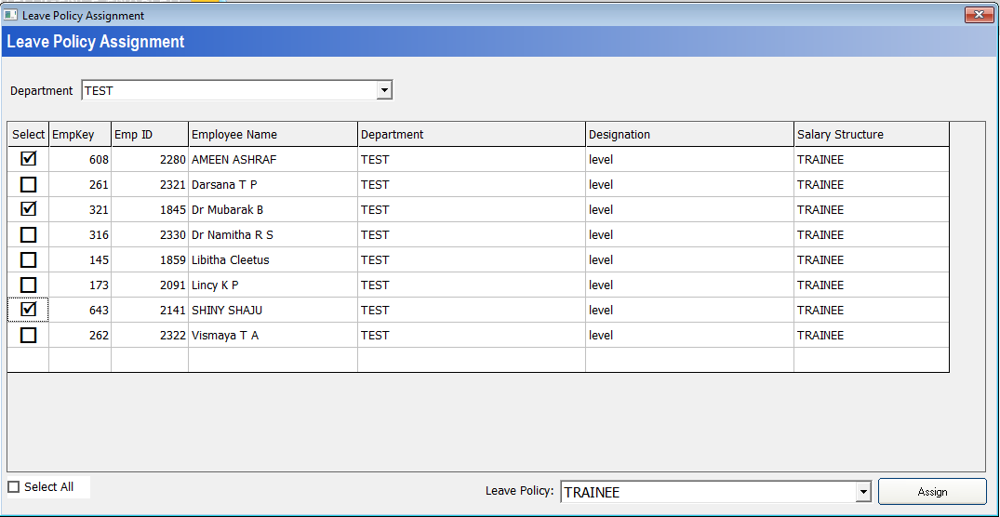 Leave Policy Assignment
Leave Policy Assignment
Department TEST
Select EmpKey Emp ID Employee Name Department Designation Salary Structure
608 2280 AMEEN ASHRAF TEST level TRAINEE
261 2321 Darsana T P TEST level TRAINEE
321 1845 Dr Mubarak B TEST level TRAINEE
316 2330 Dr Namitha R S TEST level TRAINEE
145 1859 Libitha Cleetus TEST level TRAINEE
173 2091 Lincy K P TEST level TRAINEE
643 2141 SHINY SHAJU TEST level TRAINEE
262 2322 Vismaya T A TEST level TRAINEE
Select All Leave Policy: TRAINEE Assign